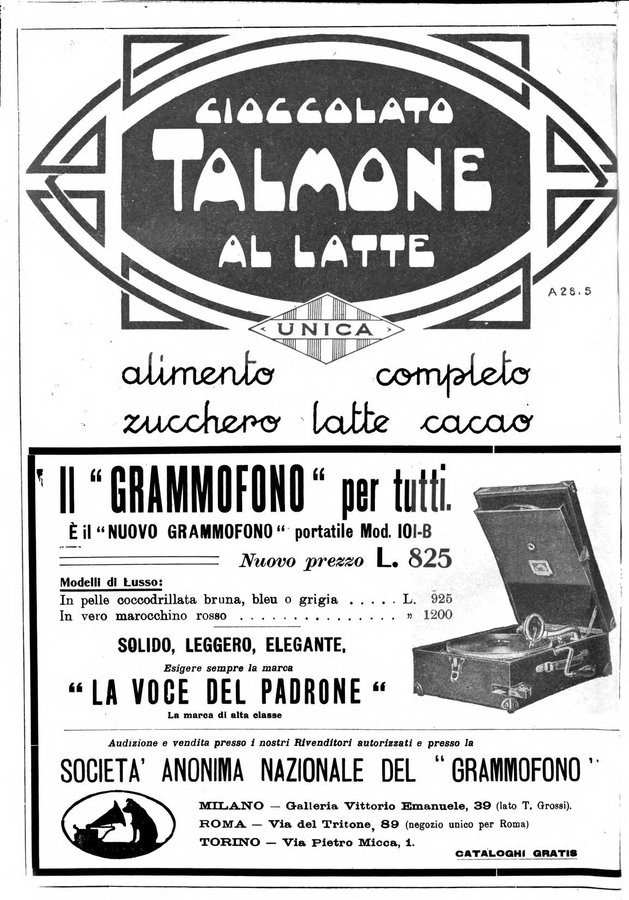 CIOCCOLATO
TALMONE
AL LATTE
A 28.5
UNICA
alimento completo
zucchero latte cacao
Il "GRAMMOFONO" per tutti.
È il "NUOVO GRAMMOFONO" portatile Mod. 101-B
Nuovo prezzo L. 825
Modelli di Lusso:
In pelle coccodrillata bruna, bleu o grigia ..... L. 925
In vero marocchino rosso ................ " 1200
SOLIDO, LEGGERO, ELEGANTE,
Esigere sempre la marca
"LA VOCE DEL PADRONE"
La marca di alta classe
Audizione e vendita presso i nostri Rivenditori autorizzati e presso la
SOCIETA' ANONIMA NAZIONALE DEL "GRAMMOFONO"
MILANO — Galleria Vittorio Emanuele, 39 (lato T. Grossi).
ROMA — Via del Tritone, 89 (negozio unico per Roma)
TORINO — Via Pietro Micca, 1.
CATALOGHI GRATIS